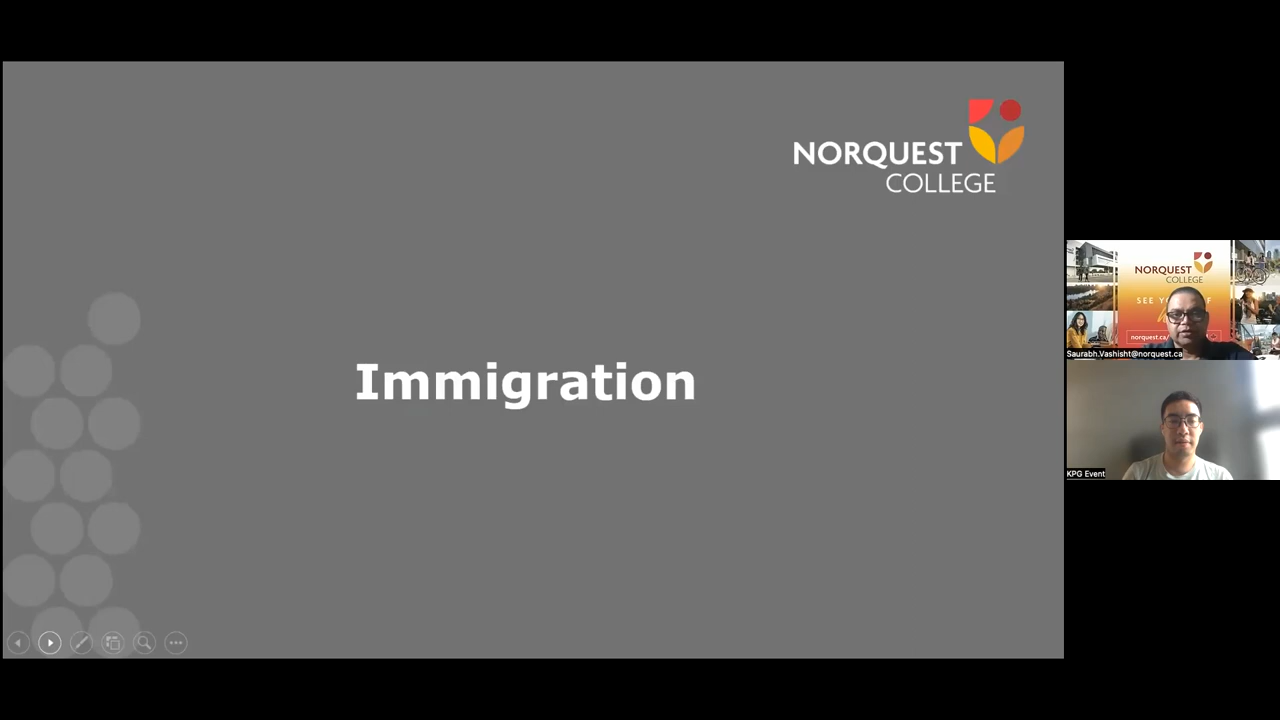 NORQUEST
COLLEGE
Immigration
NORQUEST
COLLEGE
norquest.ca/
Saurabh.Vashisht@norquest.ca
KPG Event